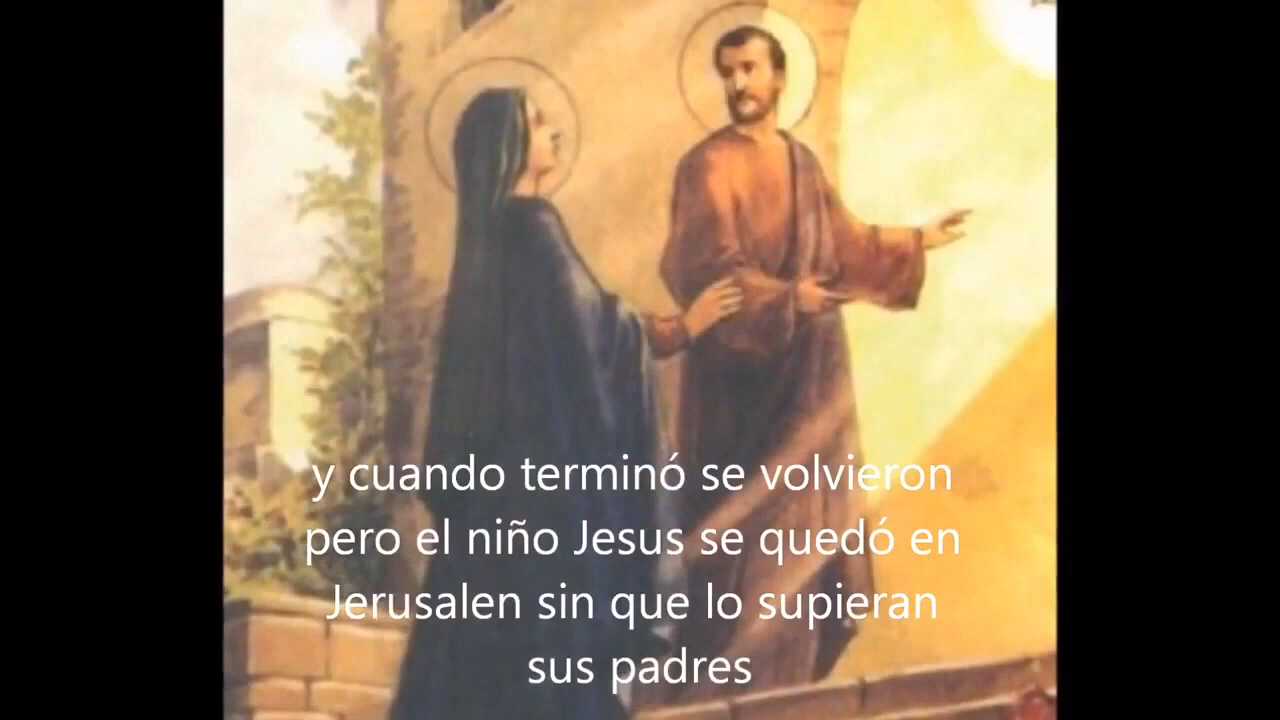 y cuando terminó se volvieron
pero el niño Jesus se quedó en
Jerusalen sin que lo supieran
sus padres